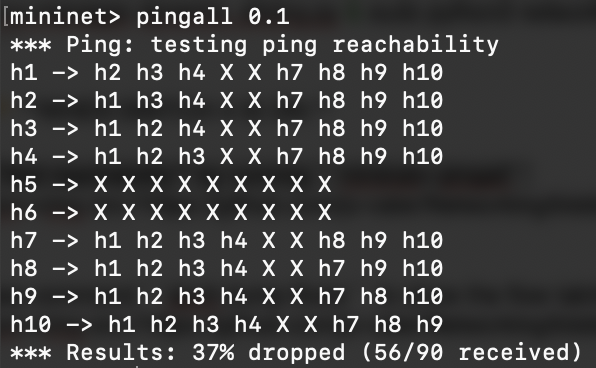 [mininet> pingall 0.1
*** Ping: testing ping reachability
h1 -> h2 h3 h4 X X h7 h8 h9 h10
h2 -> h1 h3 h4 X X h7 h8 h9 h10
h3 -> h1 h2 h4 X X h7 h8 h9 h10
h4 -> h1 h2 h3 X X h7 h8 h9 h10
h5 -> X X X X X X X X X
h6 -> X X X X X X X X X
h7 -> h1 h2 h3 h4 X X h8 h9 h10
h8 -> h1 h2 h3 h4 X X h7 h9 h10
h9 -> h1 h2 h3 h4 X X h7 h8 h10
h10 -> h1 h2 h3 h4 X X h7 h8 h9
*** Results: 37% dropped (56/90 received)